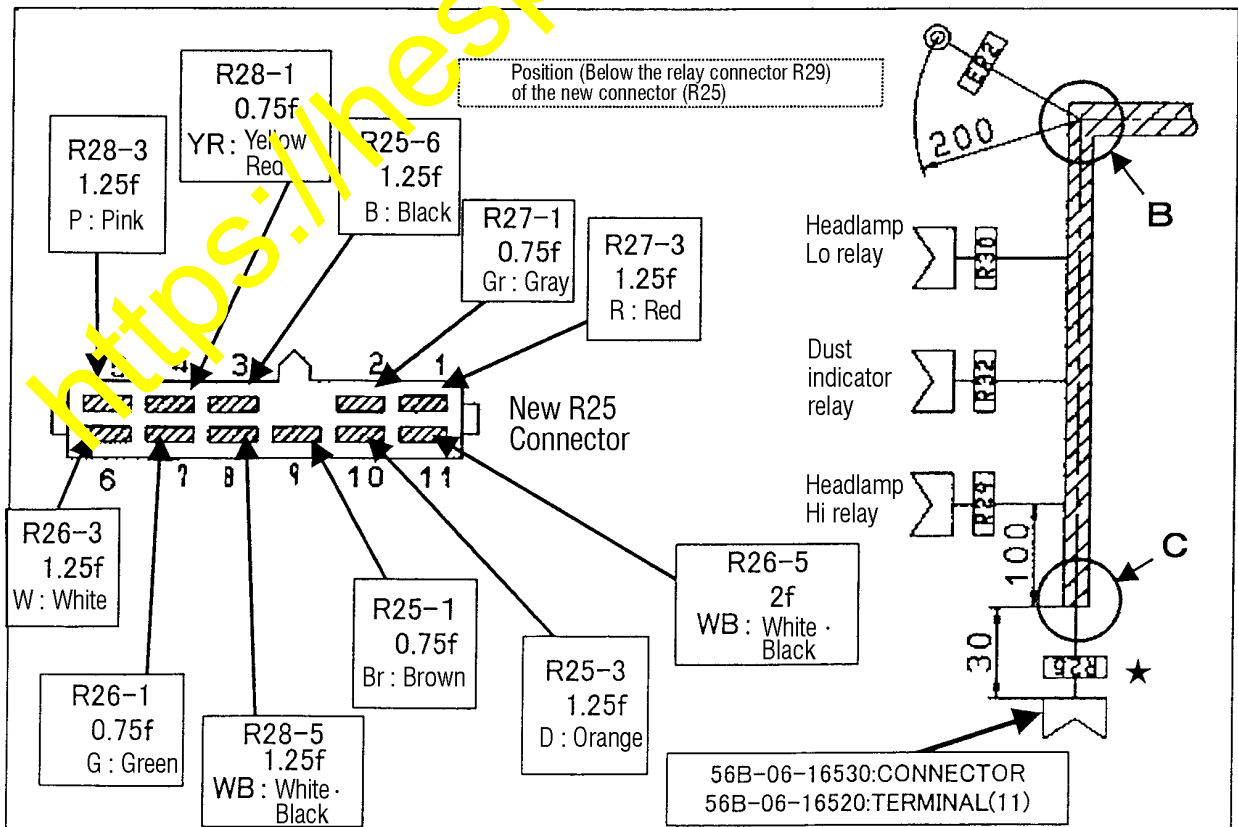 R28-1
0.75f
YR : Yellow
Red
Position (Below the relay connector R29)
of the new connector (R25)
R28-3
1.25f
P : Pink
R25-6
1.25f
B : Black
R27-1
0.75f
Gr : Gray
R27-3
1.25f
R : Red
5 4 3 2 1
6 7 8 9 10 11
New R25
Connector
R26-3
1.25f
W : White
R26-1
0.75f
G : Green
R28-5
1.25f
WB : White ·
Black
R25-1
0.75f
Br : Brown
R25-3
1.25f
D : Orange
R26-5
2f
WB : White ·
Black
ER2
200
B
Headlamp
Lo relay
R30
Dust
indicator
relay
R32
Headlamp
Hi relay
R29
100
C
30
R25 ★
56B-06-16530:CONNECTOR
56B-06-16520:TERMINAL(11)
https://hesp